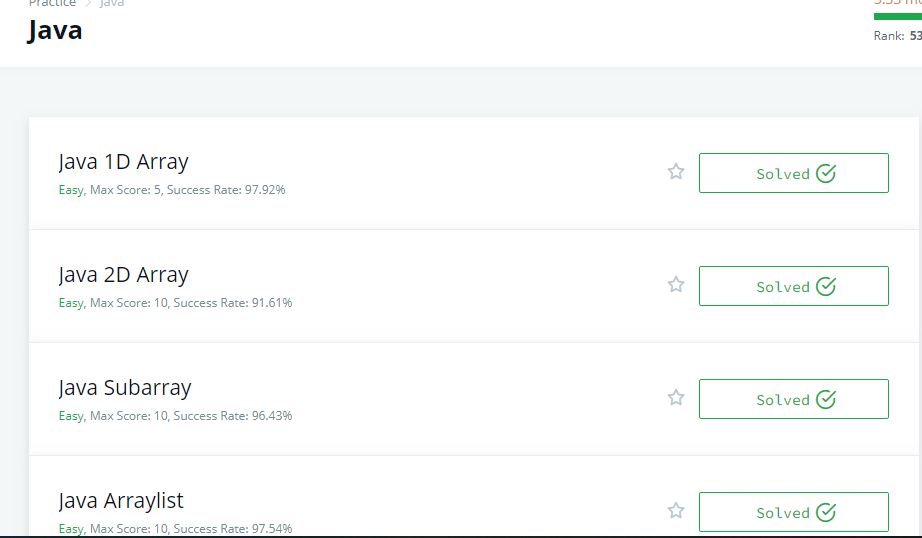 Practice > Java
Java
Rank: 53
Java 1D Array
Easy, Max Score: 5, Success Rate: 97.92%
Solved
Java 2D Array
Easy, Max Score: 10, Success Rate: 91.61%
Solved
Java Subarray
Easy, Max Score: 10, Success Rate: 96.43%
Solved
Java Arraylist
Easy, Max Score: 10, Success Rate: 97.54%
Solved